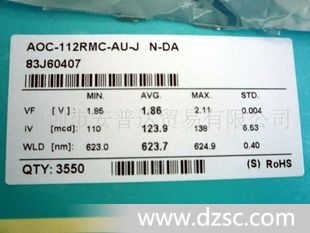 AOC-112RMC-AU-J N-DA
83J60407
MIN. AVG. MAX. STD.
VF [V] 1.85 1.86 2.11 0.004
IV [mcd] 110 123.9 138 6.53
WLD [nm] 623.0 623.7 624.9 0.40
QTY: 3550 (S) RoHS
www.dzsc.com